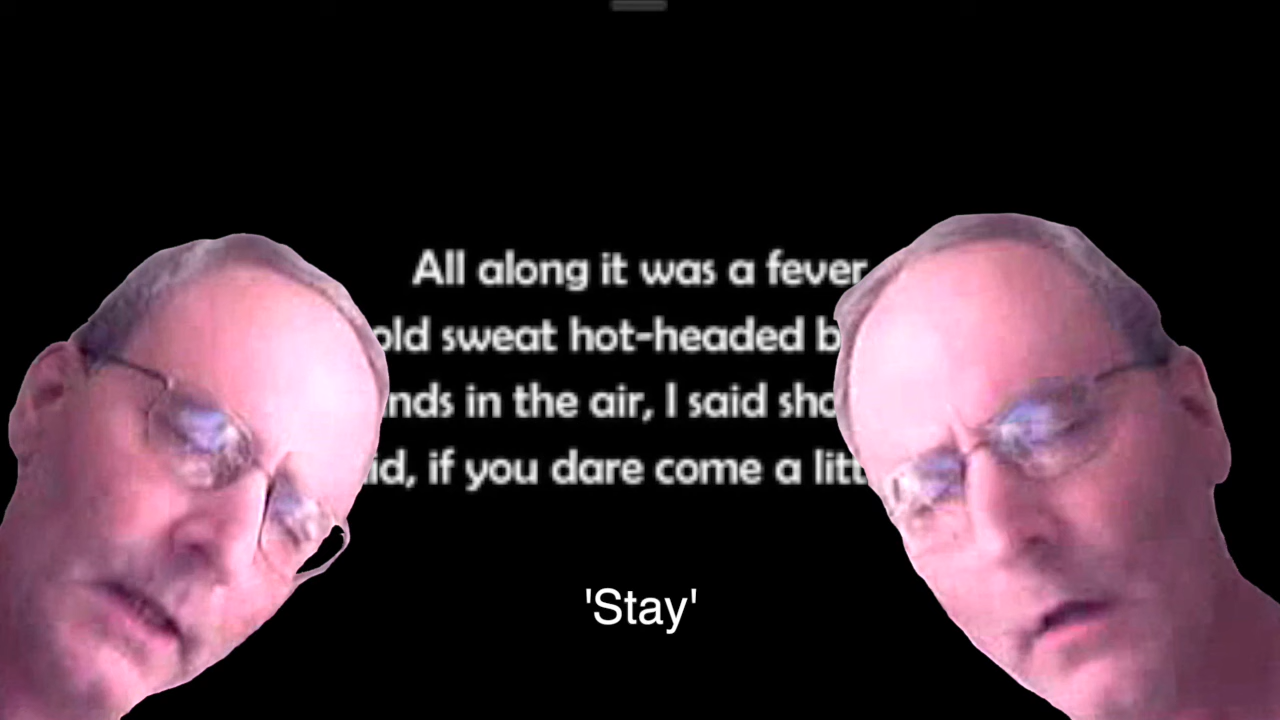 All along it was a fever
old sweat hot-headed b
nds in the air, I said sho
id, if you dare come a litt
'Stay'